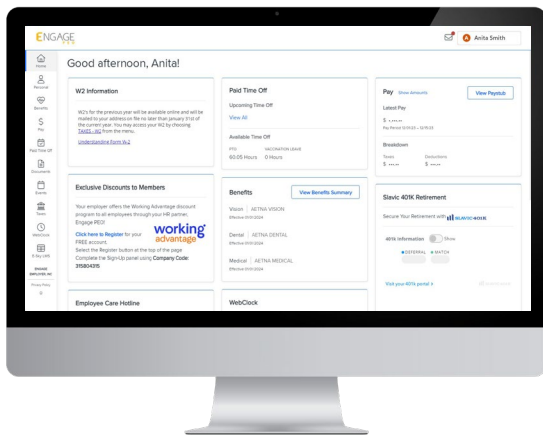 ENGAGE
PEO
Anita Smith
Home
Personal
Benefits
$
Pay
Paid Time Off
Documents
Events
Taxes
WebClock
E-Guy LMS
ENGAGE
EMPLOYER, INC
Privacy Policy
Good afternoon, Anita!
W2 Information
W2's for the previous year will be available online and will be
mailed to your address on file no later than January 31st of
the current year. You may access your W2 by choosing
TAXES - W2 from the menu.
Understanding Form W-2
Exclusive Discounts to Members
Your employer offers the Working Advantage discount
program to all employees through your HR partner,
Engage PEO!
Click here to Register for your
FREE account.
working
advantage
Select the Register button at the top of the page
Complete the Sign-Up panel using Company Code:
315804315
Employee Care Hotline
Paid Time Off
Upcoming Time Off
View All
Available Time Off
PTO VACCINATION LEAVE
60.05 Hours 0 Hours
Benefits View Benefits Summary
Vision | AETNA VISION
Effective 01/01/2024
Dental | AETNA DENTAL
Effective 01/01/2024
Medical | AETNA MEDICAL
Effective 01/01/2024
WebClock
Pay Show Amounts View Paystub
Latest Pay
$ •.•••.••
Breakdown
Taxes Deductions
$ •••.•• $ •••.••
Slavic 401K Retirement
Secure Your Retirement with SLAVIC401K
401k Information Show
DEFERRAL MATCH
Visit your 401k portal >